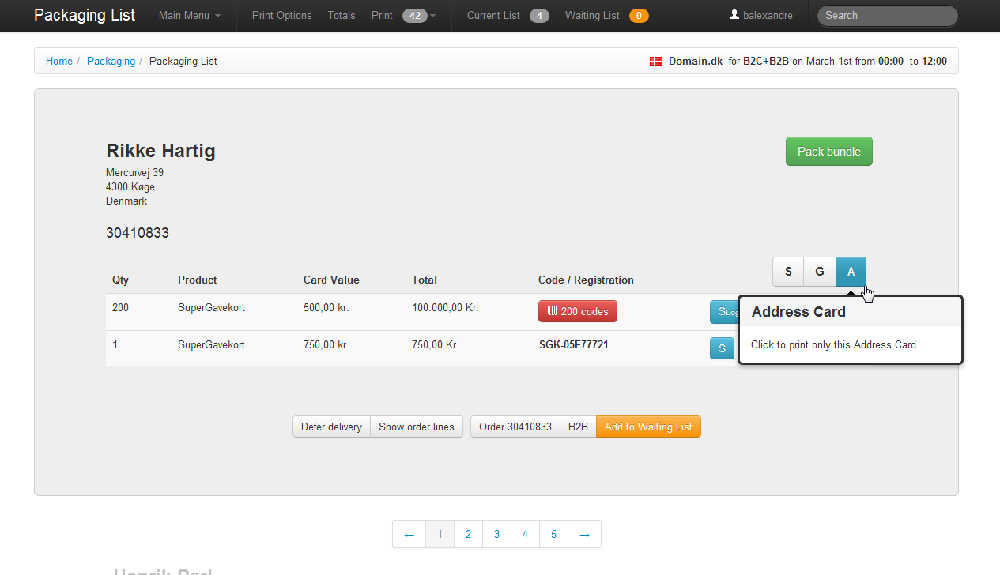 Packaging List Main Menu Print Options Totals Print 42 Current List 4 Waiting List 0 balexandre Search
Home / Packaging / Packaging List Domain.dk for B2C+B2B on March 1st from 00:00 to 12:00
Rikke Hartig Pack bundle
Mercurvej 39
4300 Køge
Denmark
30410833
S G A
Qty Product Card Value Total Code / Registration
200 SuperGavekort 500,00 kr. 100.000,00 Kr. 200 codes
Address Card
1 SuperGavekort 750,00 kr. 750,00 Kr. SGK-05F77721 S
Click to print only this Address Card.
Defer delivery Show order lines Order 30410833 B2B Add to Waiting List
← 1 2 3 4 5 →